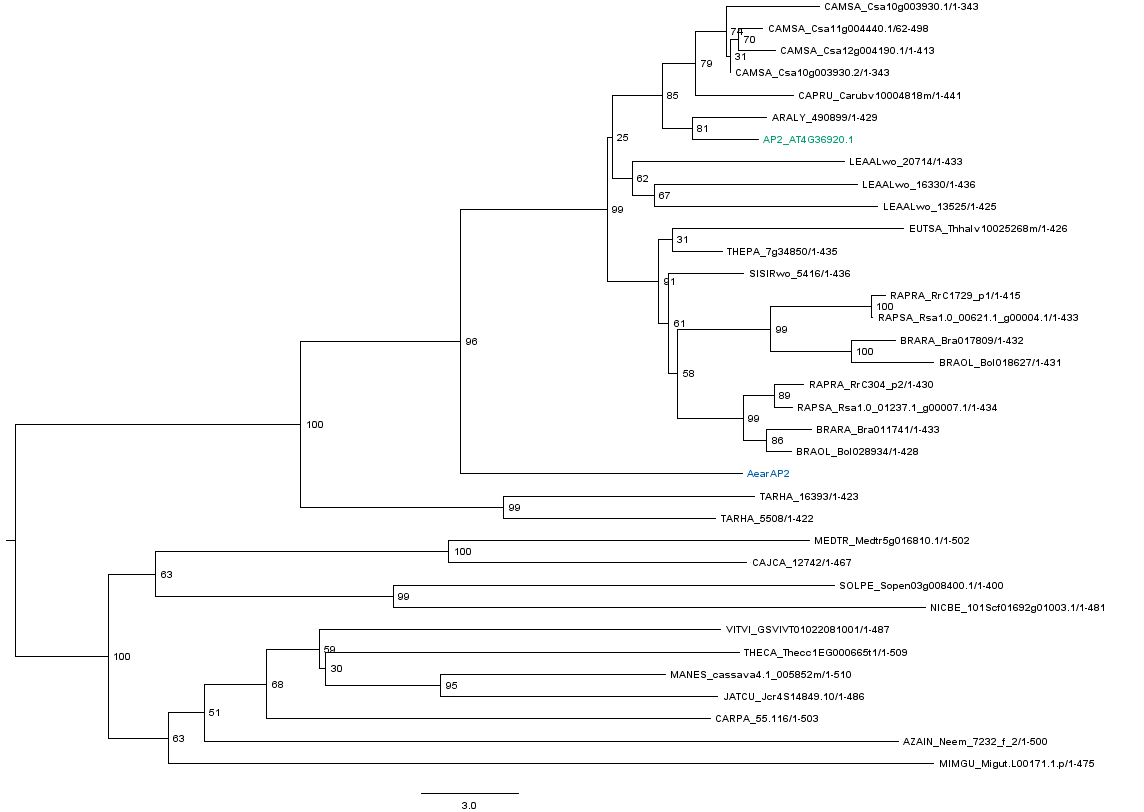 CAMSA_Csa10g003930.1/1-343
CAMSA_Csa11g004440.1/62-498
74
70
CAMSA_Csa12g004190.1/1-413
31
79
CAMSA_Csa10g003930.2/1-343
85
CAPRU_Carubv10004818m/1-441
ARALY_490899/1-429
81
25
AP2_AT4G36920.1
LEAALwo_20714/1-433
62
LEAALwo_16330/1-436
67
LEAALwo_13525/1-425
99
EUTSA_Thhalv10025268m/1-426
31
THEPA_7g34850/1-435
SISIRwo_5416/1-436
91
RAPRA_RrC1729_p1/1-415
100
RAPSA_Rsa1.0_00621.1_g00004.1/1-433
61
99
BRARA_Bra017809/1-432
96
100
BRAOL_Bol018627/1-431
58
RAPRA_RrC304_p2/1-430
89
RAPSA_Rsa1.0_01237.1_g00007.1/1-434
99
BRARA_Bra011741/1-433
100
86
BRAOL_Bol028934/1-428
AearAP2
TARHA_16393/1-423
99
TARHA_5508/1-422
MEDTR_Medtr5g016810.1/1-502
100
CAJCA_12742/1-467
63
SOLPE_Sopen03g008400.1/1-400
99
NICBE_101Scf01692g01003.1/1-481
VITVI_GSVIVT01022081001/1-487
59
THECA_Thecc1EG000665t1/1-509
100
30
MANES_cassava4.1_005852m/1-510
68
95
JATCU_Jcr4S14849.10/1-486
51
CARPA_55.116/1-503
63
AZAIN_Neem_7232_f_2/1-500
MIMGU_Migut.L00171.1.p/1-475
3.0